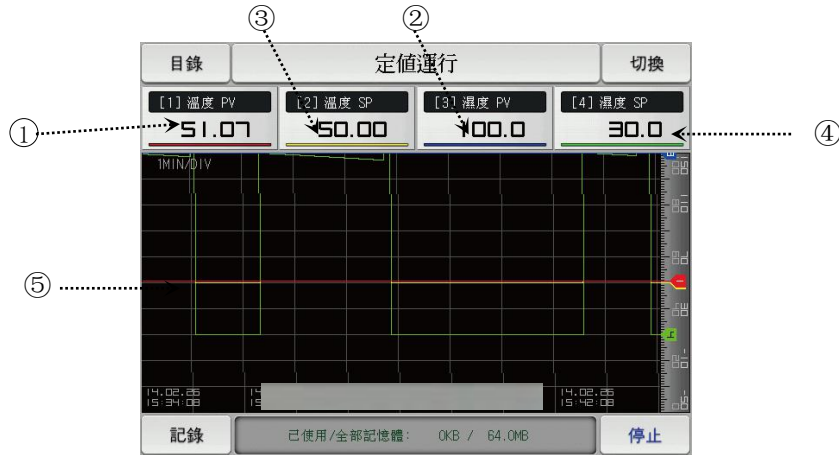 ③ ②
目錄 定值運行 切換
[1] 溫度 PV [2] 溫度 SP [3] 濕度 PV [4] 濕度 SP
① 51.07 50.00 100.0 30.0 ④
1MIN/DIV
⑤
14.02.26 14.02.26
15:34:08 15:42:08
記錄 已使用/全部記憶體: 0KB / 64.0MB 停止